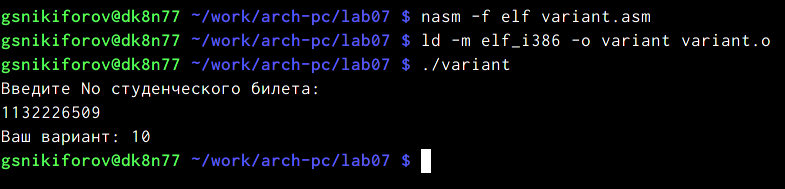 gsnikiforov@dk8n77 ~/work/arch-pc/lab07 $ nasm -f elf variant.asm
gsnikiforov@dk8n77 ~/work/arch-pc/lab07 $ ld -m elf_i386 -o variant variant.o
gsnikiforov@dk8n77 ~/work/arch-pc/lab07 $ ./variant
Введите No студенческого билета:
1132226509
Ваш вариант: 10
gsnikiforov@dk8n77 ~/work/arch-pc/lab07 $